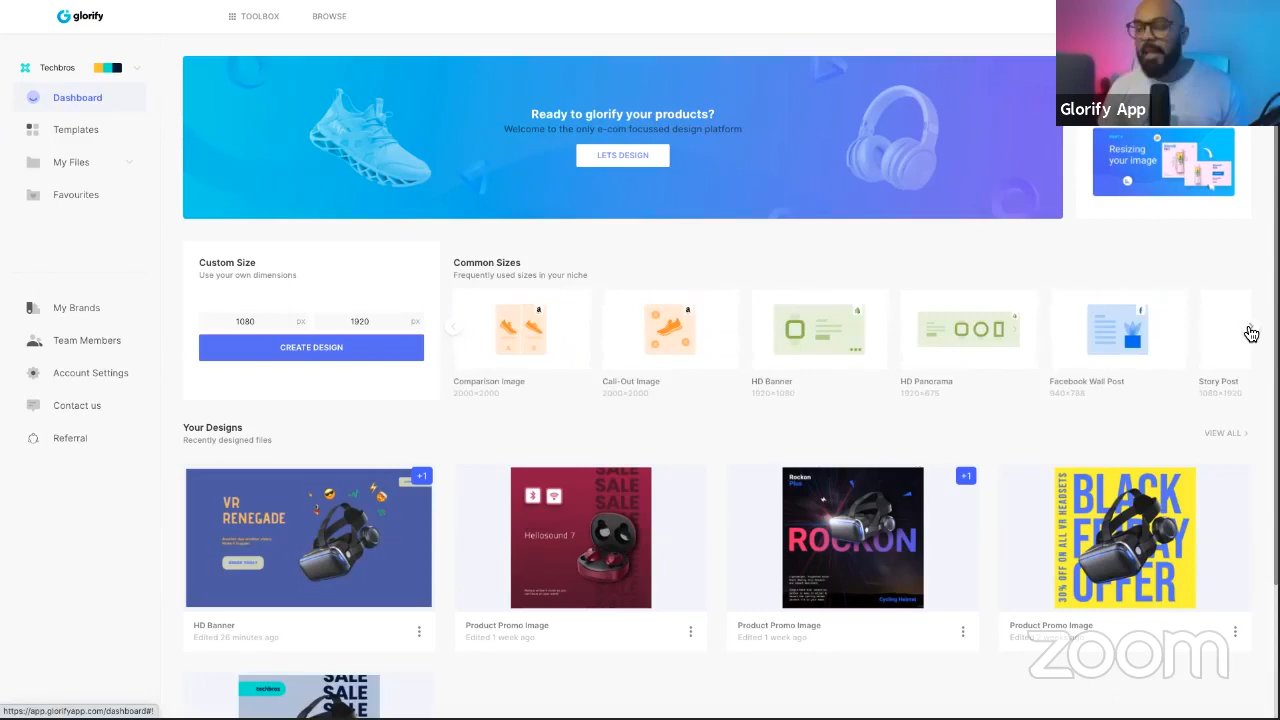 glorify
TOOLBOX
BROWSE
Glorify App
Techbros
Dashboard
Templates
My Files
Favourites
My Brands
Team Members
Account Settings
Contact us
Referral
Ready to glorify your products?
Welcome to the only e-com focussed design platform
LETS DESIGN
Resizing
your image
Custom Size
Use your own dimensions
1080 px
1920 px
CREATE DESIGN
Common Sizes
Frequently used sizes in your niche
Comparison Image
2000×2000
Call-Out Image
2000×2000
HD Banner
1920×1080
HD Panorama
1920×675
Facebook Wall Post
940×788
Story Post
1080×1920
Your Designs
Recently designed files
VIEW ALL
+1
VR
RENEGADE
HD Banner
Edited 26 minutes ago
SALE
SALE
SALE
Hellosound 7
Product Promo Image
Edited 1 week ago
+1
Rockon
Plus
ROCKON
Cycling Helmet
Product Promo Image
Edited 1 week ago
30% OFF ON ALL VR HEADSETS
BLACK
FRIDAY
OFFER
Product Promo Image
Edited
zoom
techbros
SALE
SALE
https://app.glorifyapp.com/dashboard#!